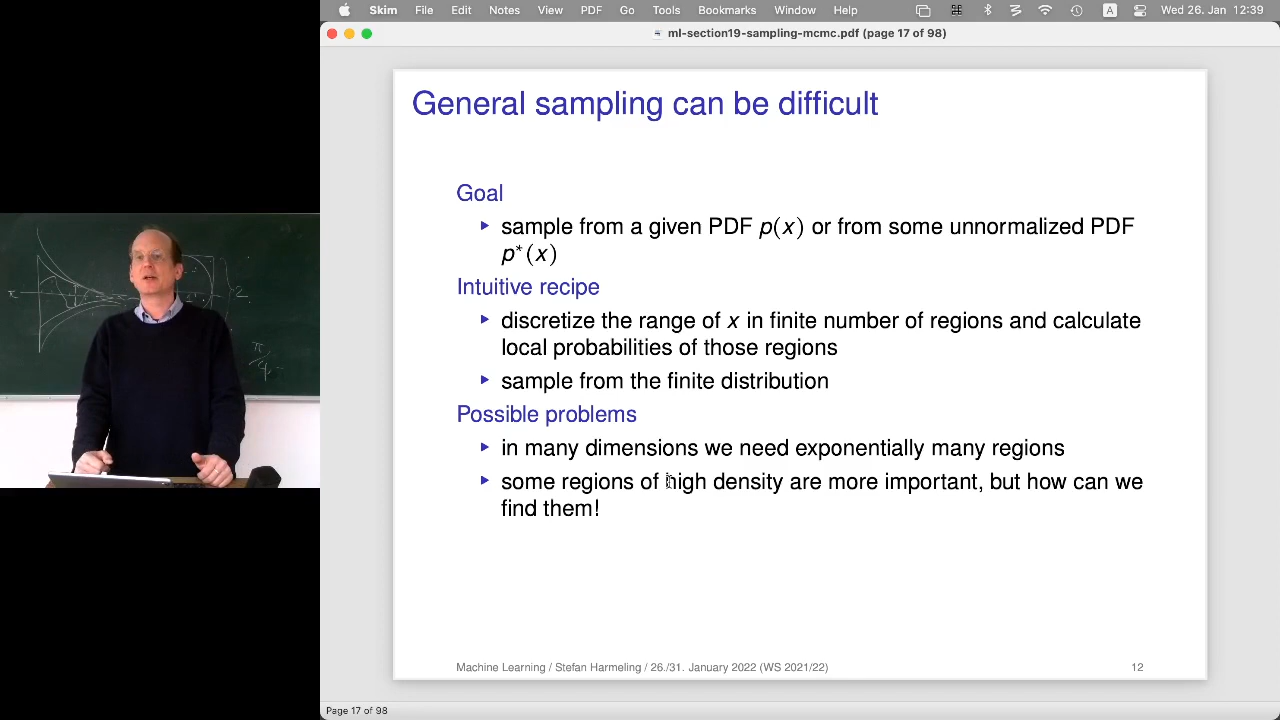 Skim File Edit Notes View PDF Go Tools Bookmarks Window Help A Wed 26. Jan 12:39
ml-section19-sampling-mcmc.pdf (page 17 of 98)
General sampling can be difficult
Goal
sample from a given PDF p(x) or from some unnormalized PDF
p*(x)
Intuitive recipe
discretize the range of x in finite number of regions and calculate
local probabilities of those regions
sample from the finite distribution
Possible problems
in many dimensions we need exponentially many regions
some regions of high density are more important, but how can we
find them!
Machine Learning / Stefan Harmeling / 26./31. January 2022 (WS 2021/22) 12
Page 17 of 98
2
π
4